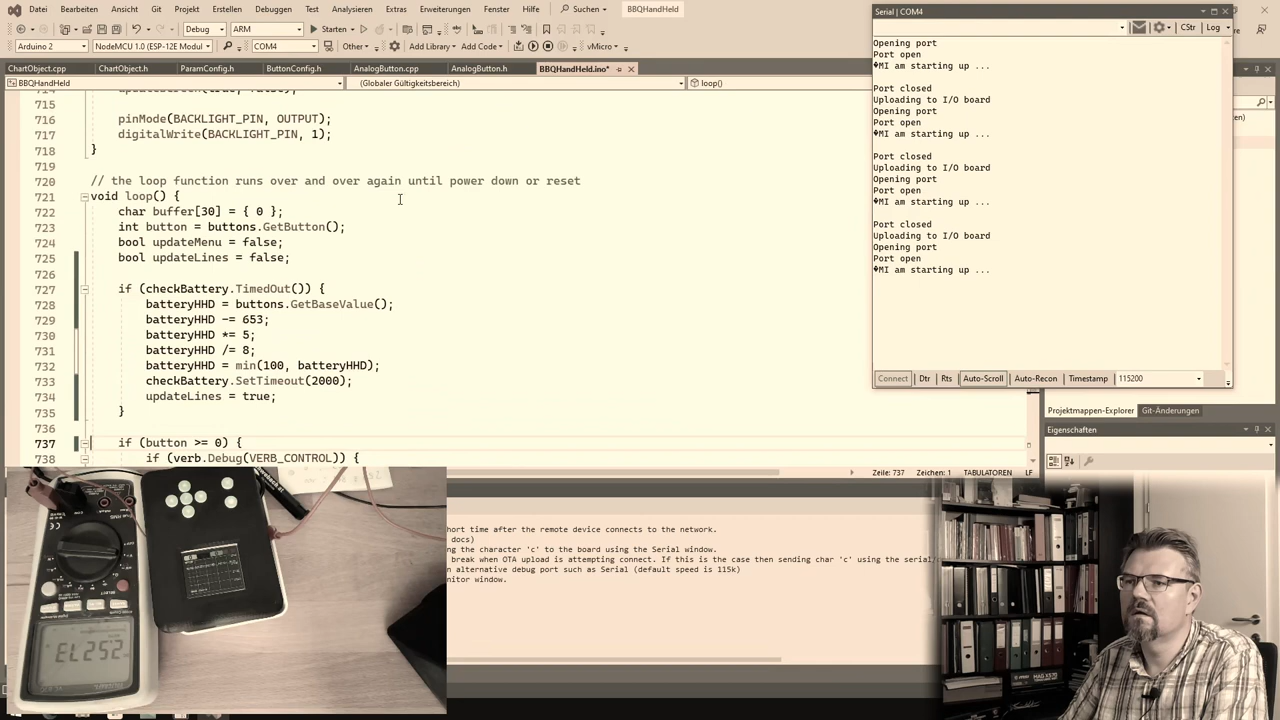 Datei Bearbeiten Ansicht Git Projekt Erstellen Debuggen Test Analysieren Extras Erweiterungen Fenster Hilfe Suchen BBQHandHeld
Debug ARM Starten
Arduino 2 NodeMCU 1.0 (ESP-12E Modul COM4 Other Add Library Add Code vMicro
ChartObject.cpp ChartObject.h ParamConfig.h ButtonConfig.h AnalogButton.cpp AnalogButton.h BBQHandHeld.ino*
BBQHandHeld (Globaler Gültigkeitsbereich) loop()
715
716 pinMode(BACKLIGHT_PIN, OUTPUT);
717 digitalWrite(BACKLIGHT_PIN, 1);
718 }
719
720 // the loop function runs over and over again until power down or reset
721 void loop() {
722 char buffer[30] = { 0 };
723 int button = buttons.GetButton();
724 bool updateMenu = false;
725 bool updateLines = false;
726
727 if (checkBattery.TimedOut()) {
728 batteryHHD = buttons.GetBaseValue();
729 batteryHHD -= 653;
730 batteryHHD *= 5;
731 batteryHHD /= 8;
732 batteryHHD = min(100, batteryHHD);
733 checkBattery.SetTimeout(2000);
734 updateLines = true;
735 }
736
737 if (button >= 0) {
738 if (verb.Debug(VERB_CONTROL)) {
Zeile: 737 Zeichen: 1 TABULATOREN LF
Serial | COM4
CStr Log
Opening port
Port open
�MI am starting up ...
Port closed
Uploading to I/O board
Opening port
Port open
�MI am starting up ...
Port closed
Uploading to I/O board
Opening port
Port open
�MI am starting up ...
Port closed
Uploading to I/O board
Opening port
Port open
�MI am starting up ...
Connect Dtr Rts Auto-Scroll Auto-Recon Timestamp 115200
Projektmappen-Explorer Git-Änderungen
Eigenschaften
hort time after the remote device connects to the network.
docs)
ng the character 'c' to the board using the Serial window.
break when OTA upload is attempting connect. If this is the case then sending char 'c' using the serial/
n alternative debug port such as Serial (default speed is 115k)
nitor window.
EL252